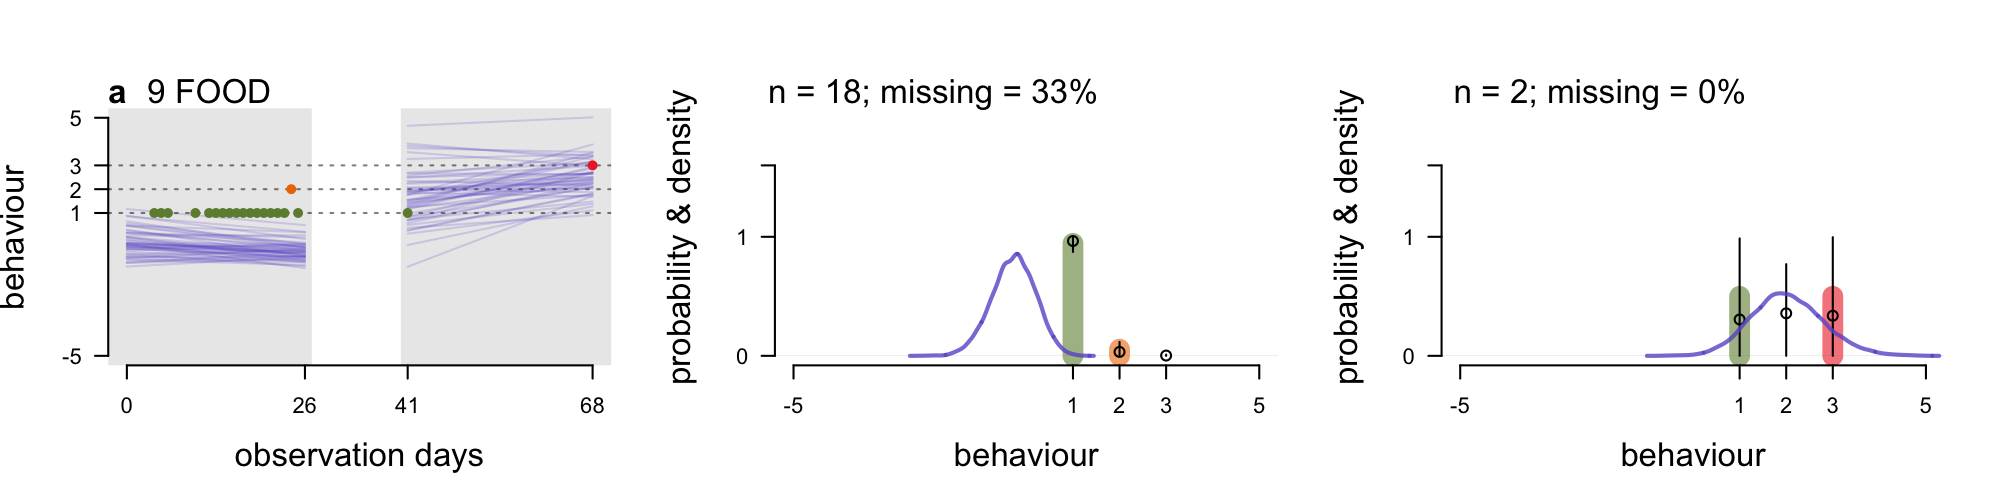 a 9 FOOD
behaviour
5
3
2
1
-5
0 26 41 68
observation days
n = 18; missing = 33%
probability & density
1
0
-5 1 2 3 5
behaviour
n = 2; missing = 0%
probability & density
1
0
-5 1 2 3 5
behaviour